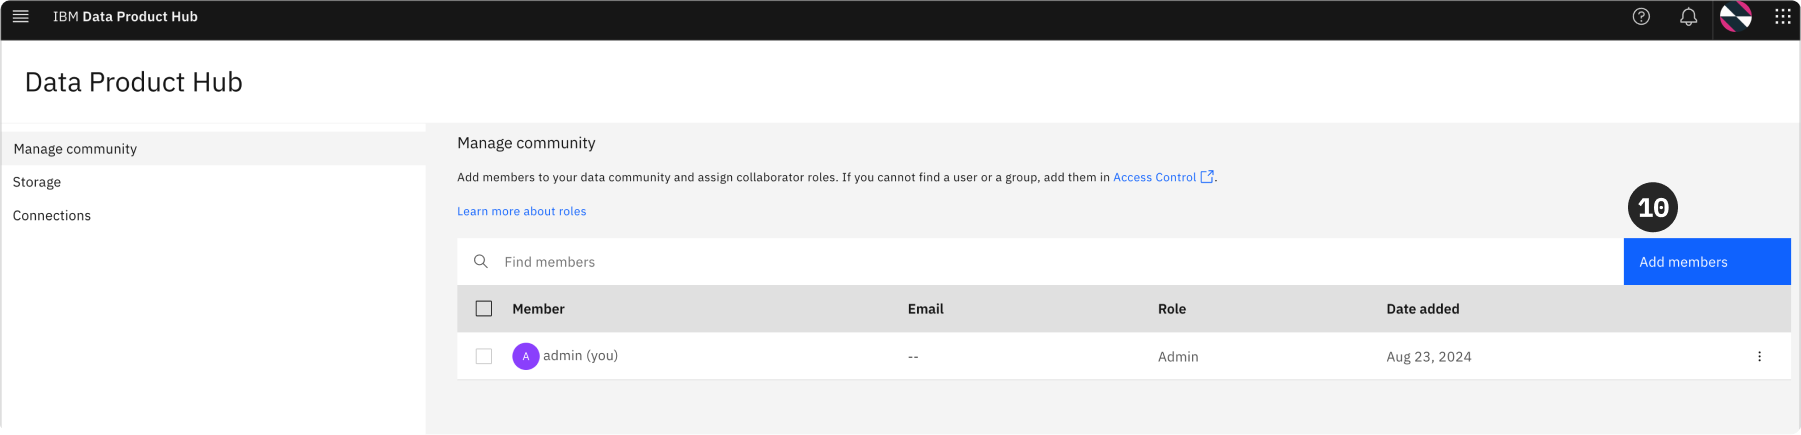 IBM Data Product Hub
Data Product Hub
Manage community
Storage
Connections
Manage community
Add members to your data community and assign collaborator roles. If you cannot find a user or a group, add them in Access Control.
Learn more about roles
10
Find members
Add members
Member Email Role Date added
A admin (you) -- Admin Aug 23, 2024